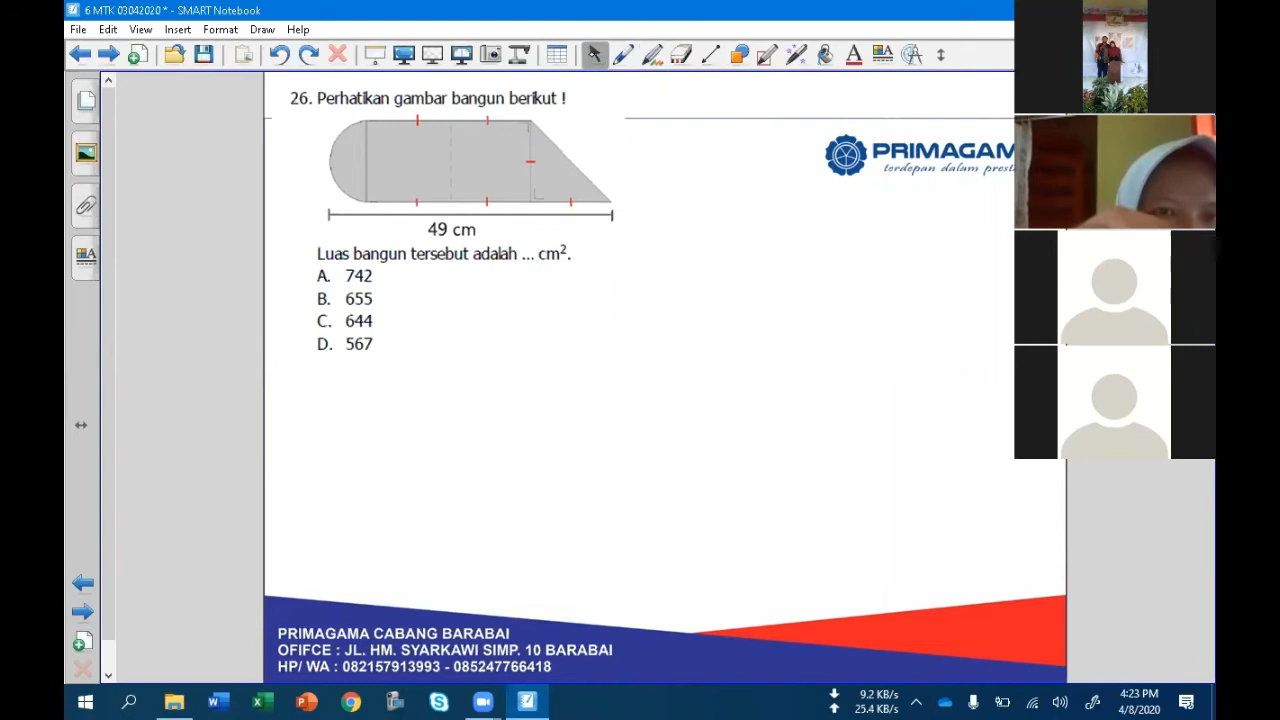 6 MTK 03042020 * - SMART Notebook
File Edit View Insert Format Draw Help
26. Perhatikan gambar bangun berikut !
PRIMAGAM
terdepan dalam prest
49 cm
Luas bangun tersebut adalah ... cm².
A. 742
B. 655
C. 644
D. 567
PRIMAGAMA CABANG BARABAI
OFIFCE : JL. HM. SYARKAWI SIMP. 10 BARABAI
HP/ WA : 082157913993 - 085247766418
9.2 KB/s
25.4 KB/s
4:23 PM
4/8/2020